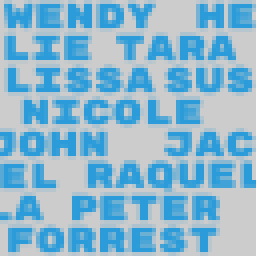 WENDY HE
LIE TARA
LISSA SUS
NICOLE
JOHN JAC
EL RAQUEL
LA PETER
FORREST